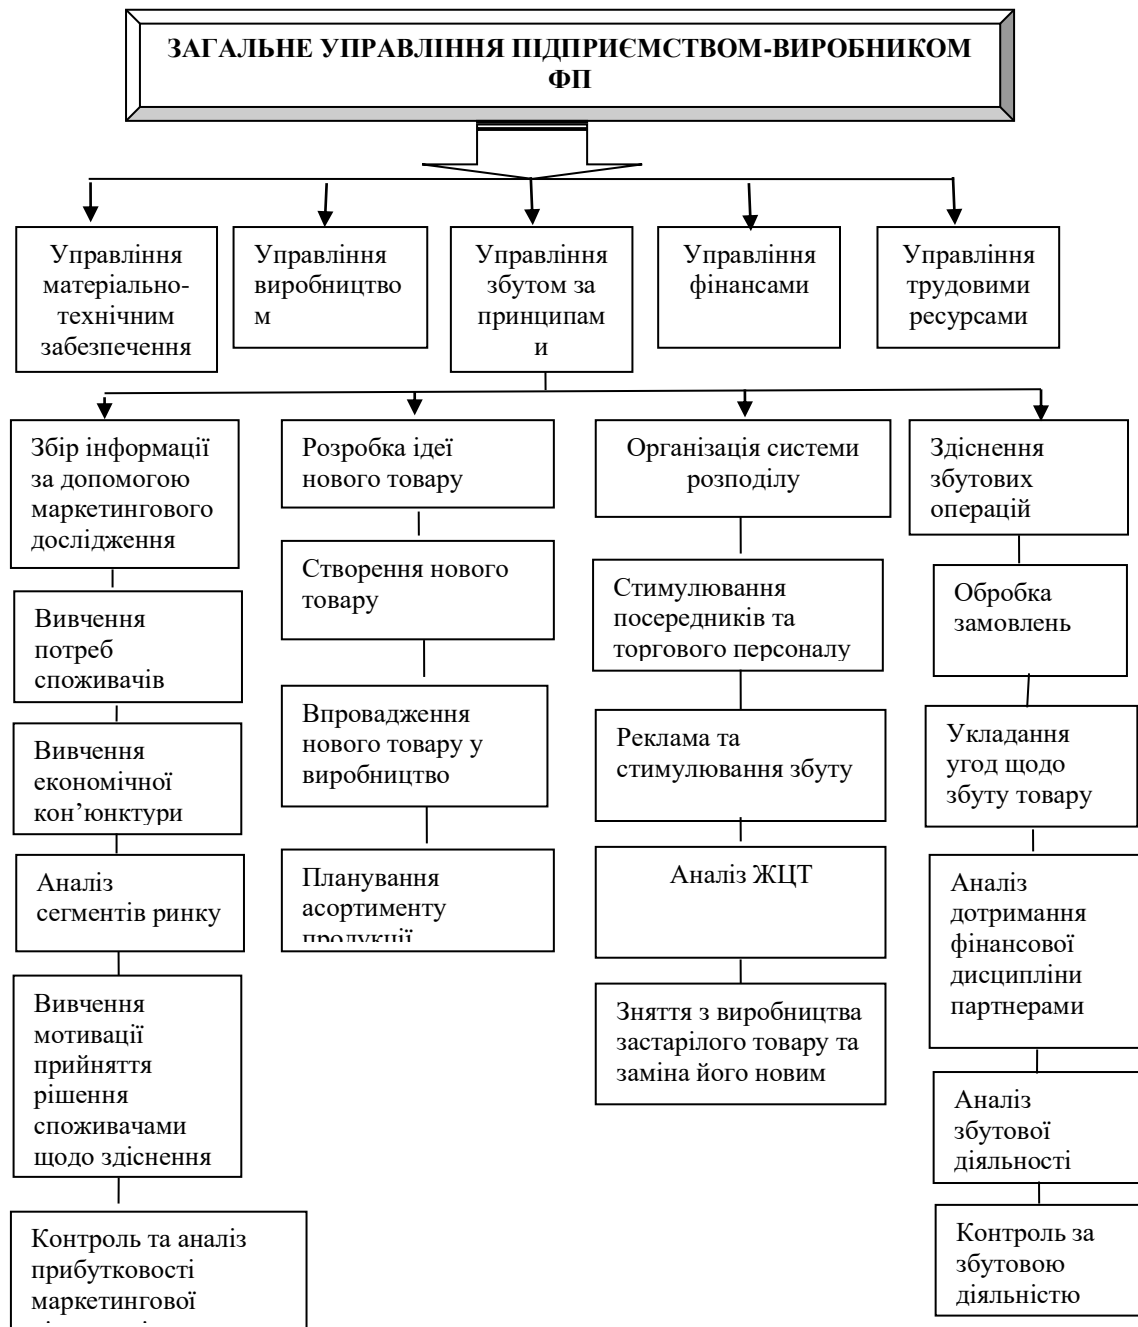 ЗАГАЛЬНЕ УПРАВЛІННЯ ПІДПРИЄМСТВОМ-ВИРОБНИКОМ
ФП
Управління
матеріально-
технічним
забезпечення
Управління
виробництво
м
Управління
збутом за
принципам
и
Управління
фінансами
Управління
трудовими
ресурсами
Збір інформації
за допомогою
маркетингового
дослідження
Вивчення
потреб
споживачів
Вивчення
економічної
кон’юнктури
Аналіз
сегментів ринку
Вивчення
мотивації
прийняття
рішення
споживачами
щодо здіснення
Контроль та аналіз
прибутковості
маркетингової
Розробка ідеї
нового товару
Створення нового
товару
Впровадження
нового товару у
виробництво
Планування
асортименту
продукції
Організація системи
розподілу
Стимулювання
посередників та
торгового персоналу
Реклама та
стимулювання збуту
Аналіз ЖЦТ
Зняття з виробництва
застарілого товару та
заміна його новим
Здіснення
збутових
операцій
Обробка
замовлень
Укладання
угод щодо
збуту товару
Аналіз
дотримання
фінансової
дисципліни
партнерами
Аналіз
збутової
діяльності
Контроль за
збутовою
діяльністю